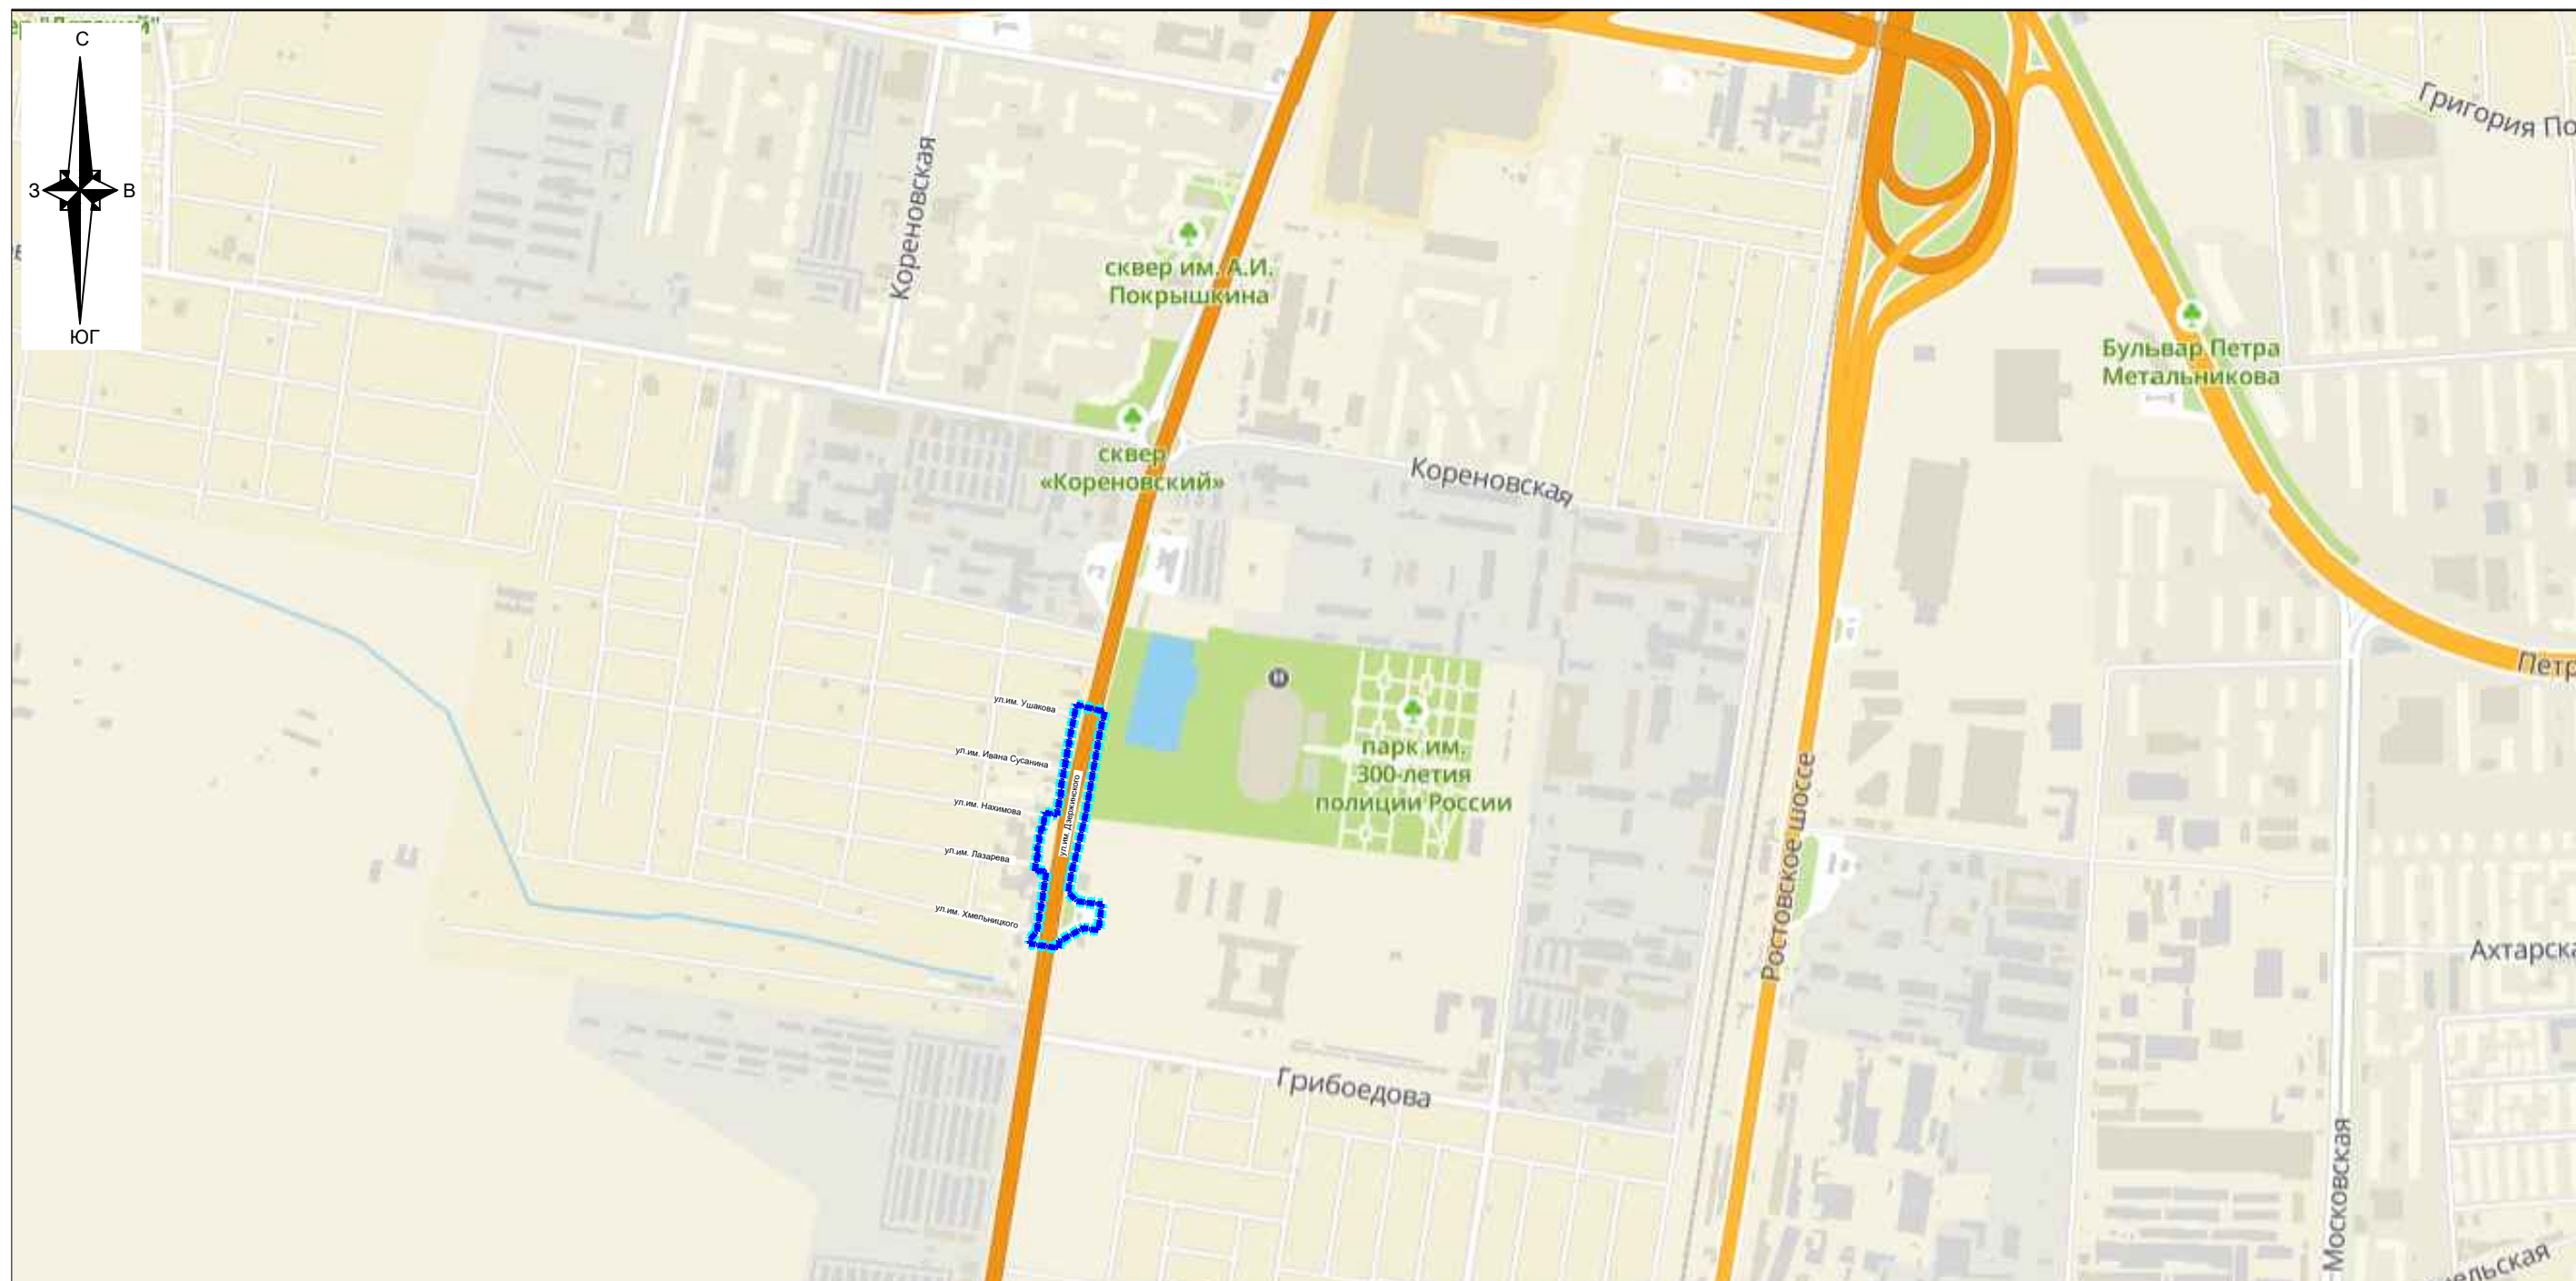 С
З
В
ЮГ
Кореновская
сквер им. А.И.
Покрышкина
Григория По
Бульвар Петра
Метальникова
сквер
«Кореновский»
Кореновская
Петр
ул.им. Ушакова
ул.им. Ивана Сусанина
ул.им. Нахимова
ул.им. Лазарева
ул.им. Хмельницкого
ул.им. Дзержинского
парк им.
300-летия
полиции России
Ростовское шоссе
Ахтарска
Грибоедова
Московская
ельская